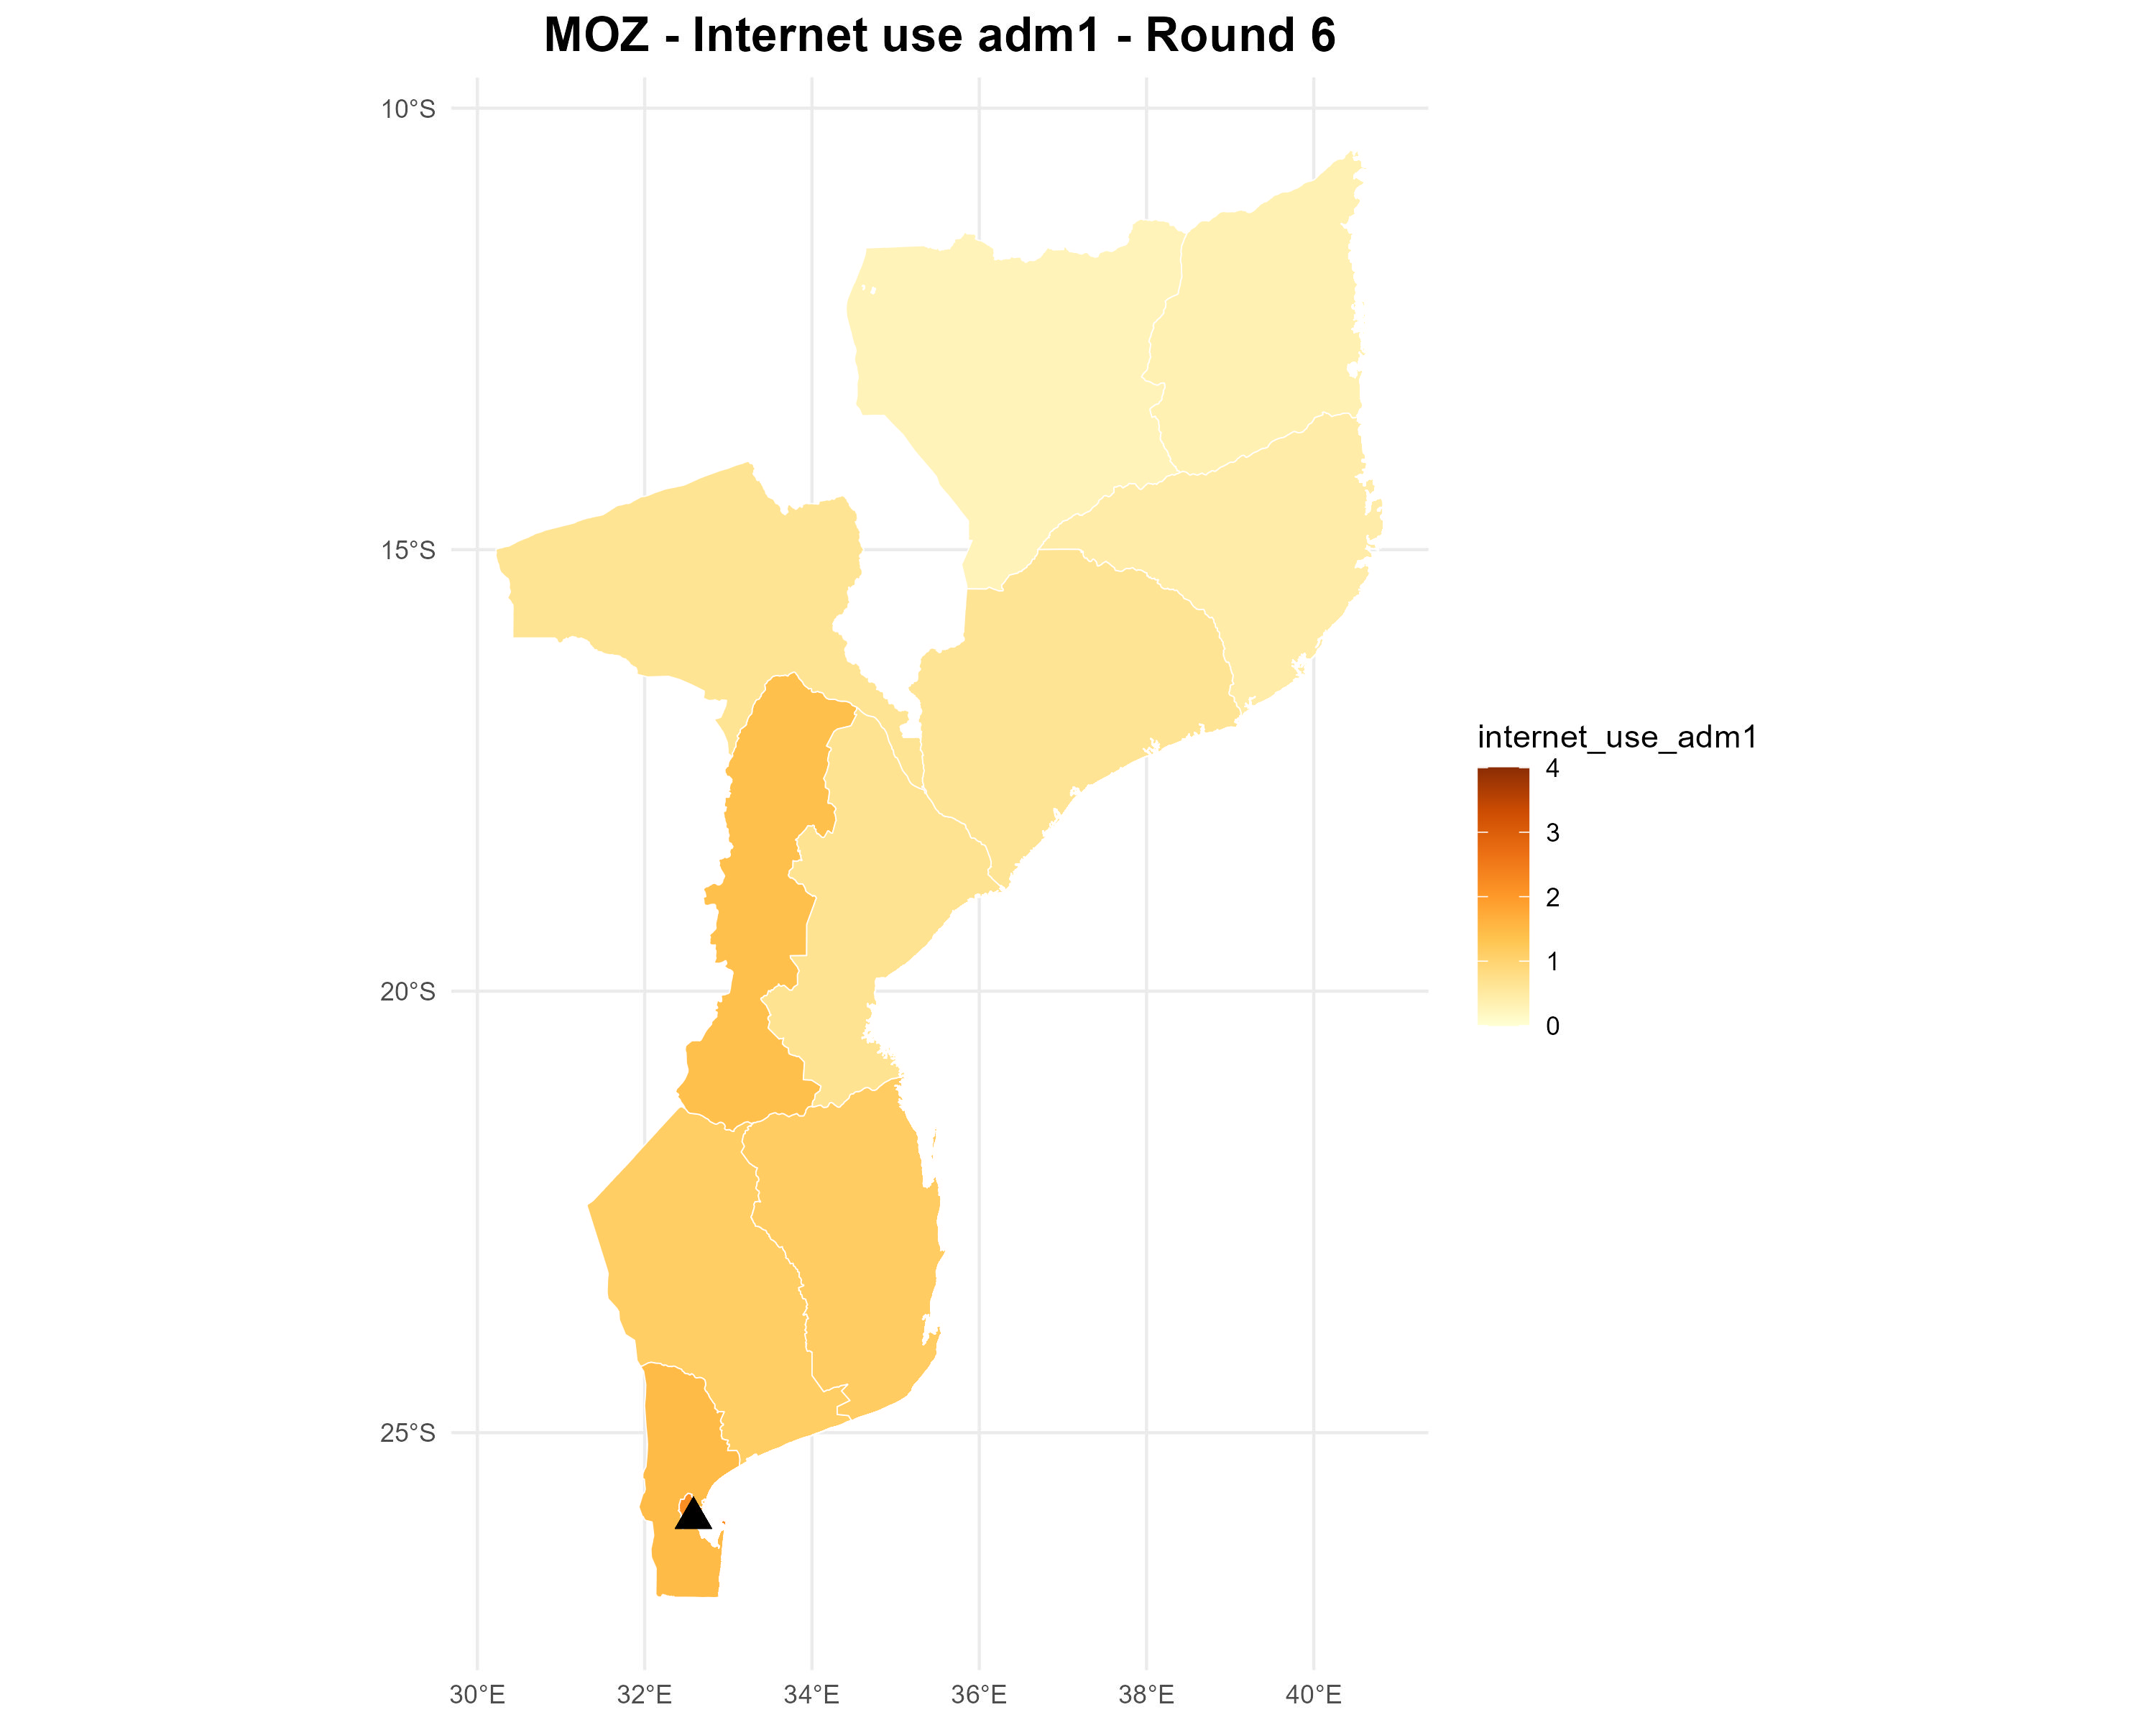 MOZ - Internet use adm1 - Round 6
10°S
15°S
20°S
25°S
30°E
32°E
34°E
36°E
38°E
40°E
internet_use_adm1
4
3
2
1
0